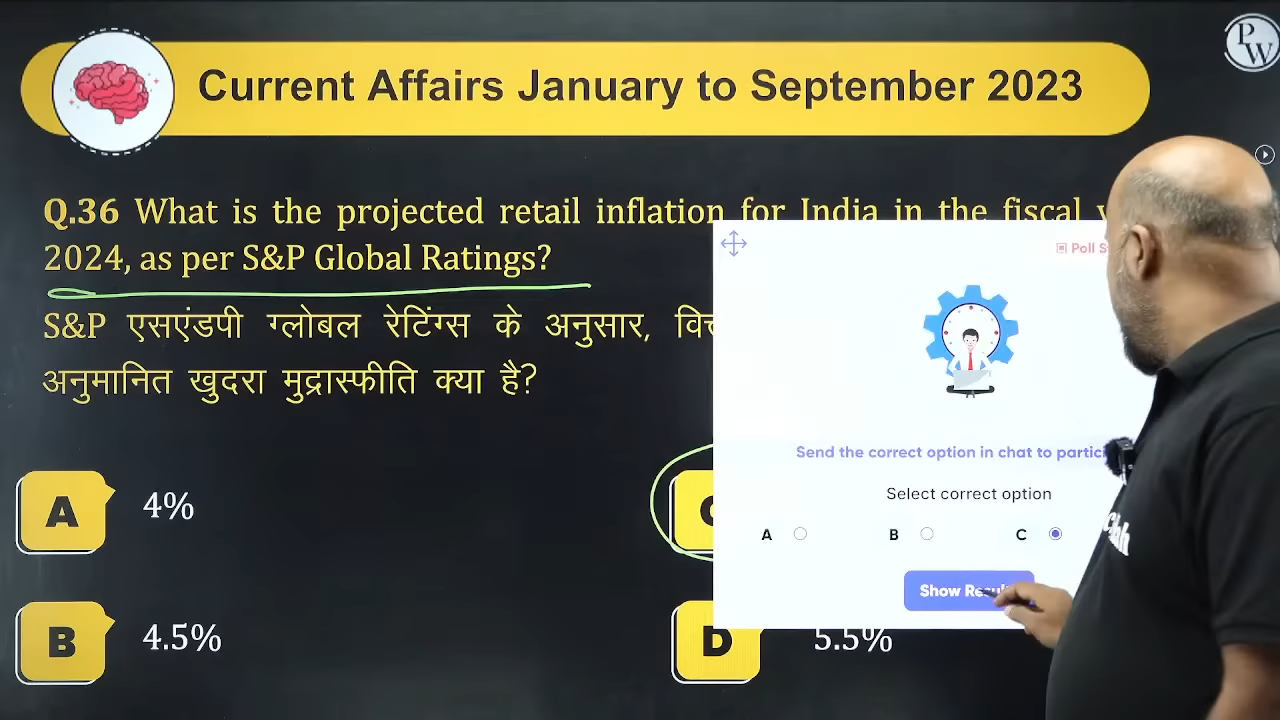 Current Affairs January to September 2023
P
W
Q.36 What is the projected retail inflation for India in the fiscal
2024, as per S&P Global Ratings?
S&P एसएंडपी ग्लोबल रेटिंग्स के अनुसार,
अनुमानित खुदरा मुद्रास्फीति क्या है?
Poll
Send the correct option in chat to
Select correct option
A B C
Show
A 4%
B 4.5%
D 5.5%